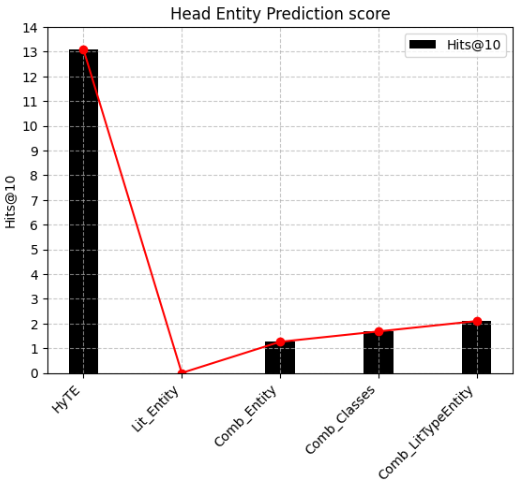 Head Entity Prediction score
Hits@10
14
13
12
11
10
9
8
7
6
5
4
3
2
1
0
Hits@10
HyTE
Lit_Entity
Comb_Entity
Comb_Classes
Comb_LitTypeEntity